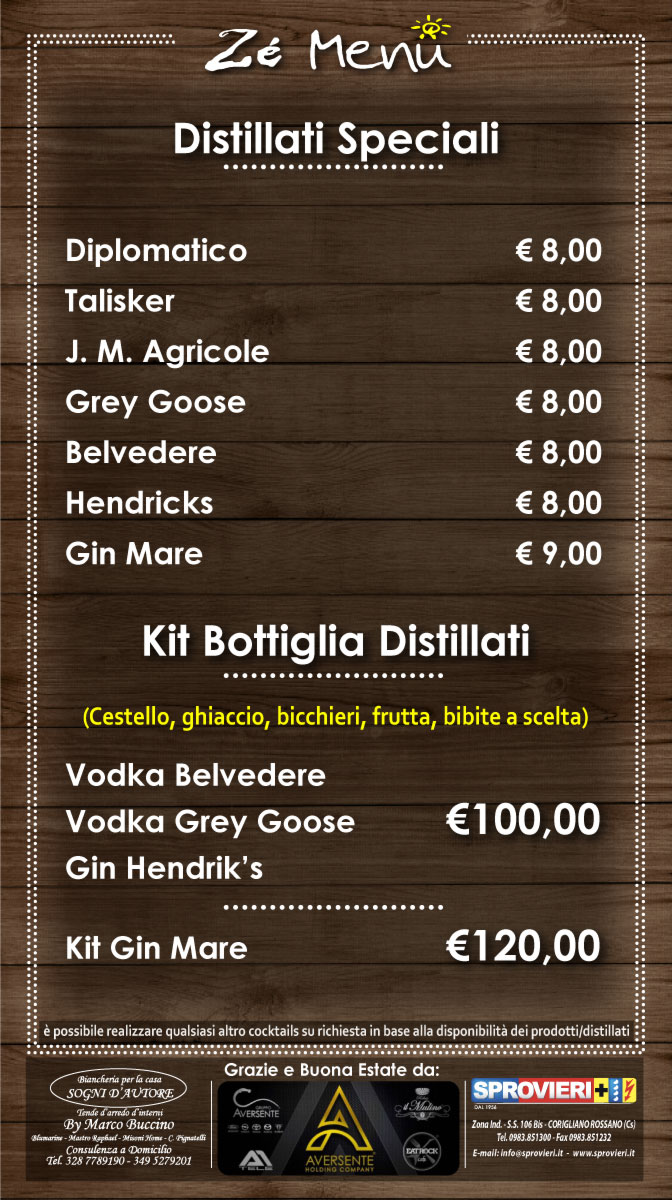 Zé Menu
Distillati Speciali
Diplomatico € 8,00
Talisker € 8,00
J. M. Agricole € 8,00
Grey Goose € 8,00
Belvedere € 8,00
Hendricks € 8,00
Gin Mare € 9,00
Kit Bottiglia Distillati
(Cestello, ghiaccio, bicchieri, frutta, bibite a scelta)
Vodka Belvedere
Vodka Grey Goose €100,00
Gin Hendrik’s
Kit Gin Mare €120,00
è possibile realizzare qualsiasi altro cocktails su richiesta in base alla disponibilità dei prodotti/distillati
Grazie e Buona Estate da:
Biancheria per la casa
SOGNI D'AUTORE
Tende d'arredo d'interni
By Marco Buccino
Blumarine - Mastro Raphael - Missoni Home - C. Pignatelli
Consulenza a Domicilio
Tel. 328 7789190 - 349 5279201
AVERSENTE
il Mulino
TELE
EATROCK
AVERSENTE
HOLDING COMPANY
SPROVIERI
DAL 1956
Zona Ind. - S.S. 106 Bis - CORIGLIANO ROSSANO (Cs)
Tel. 0983.851300 - Fax 0983.851232
E-mail: info@sprovieri.it - www.sprovieri.it